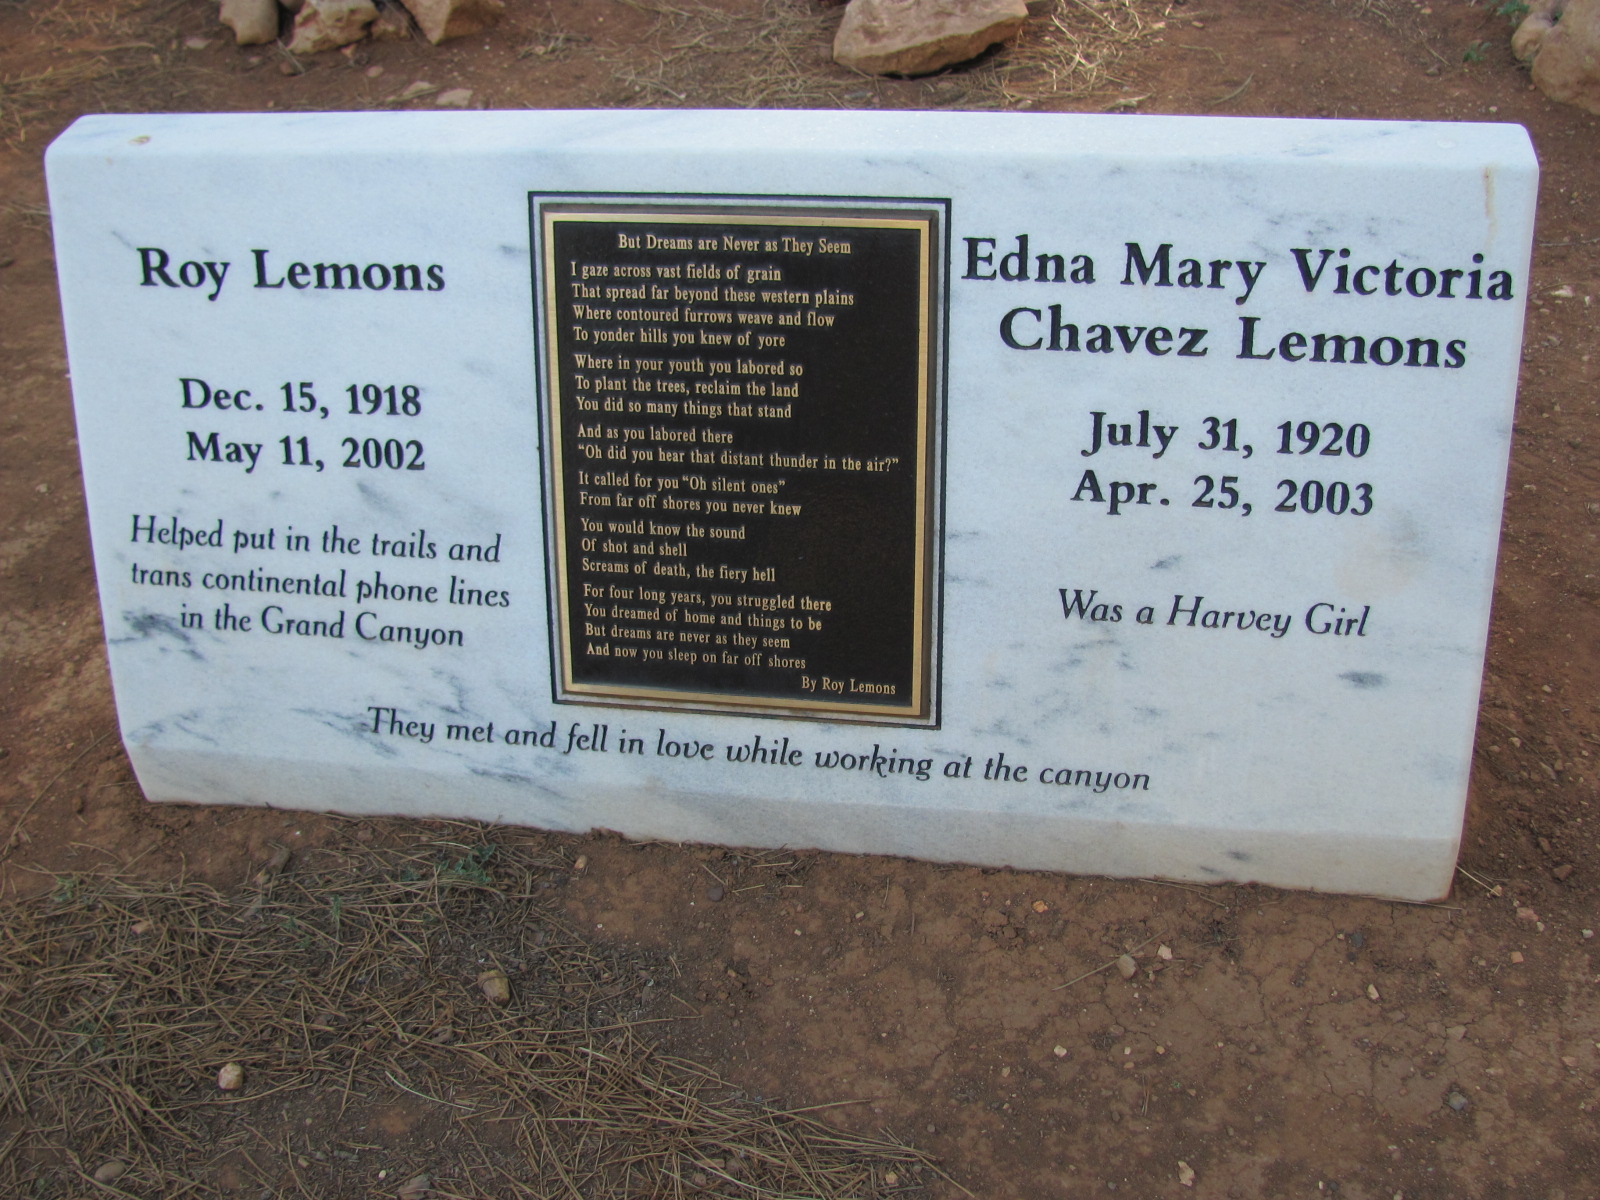 Roy Lemons
Dec. 15, 1918
May 11, 2002
Helped put in the trails and
trans continental phone lines
in the Grand Canyon
But Dreams are Never as They Seem
I gaze across vast fields of grain
That spread far beyond these western plains
Where contoured furrows weave and flow
To yonder hills you knew of yore
Where in your youth you labored so
To plant the trees, reclaim the land
You did so many things that stand
And as you labored there
"Oh did you hear that distant thunder in the air?"
It called for you "Oh silent ones"
From far off shores you never knew
You would know the sound
Of shot and shell
Screams of death, the fiery hell
For four long years, you struggled there
You dreamed of home and things to be
But dreams are never as they seem
And now you sleep on far off shores
By Roy Lemons
Edna Mary Victoria
Chavez Lemons
July 31, 1920
Apr. 25, 2003
Was a Harvey Girl
They met and fell in love while working at the canyon